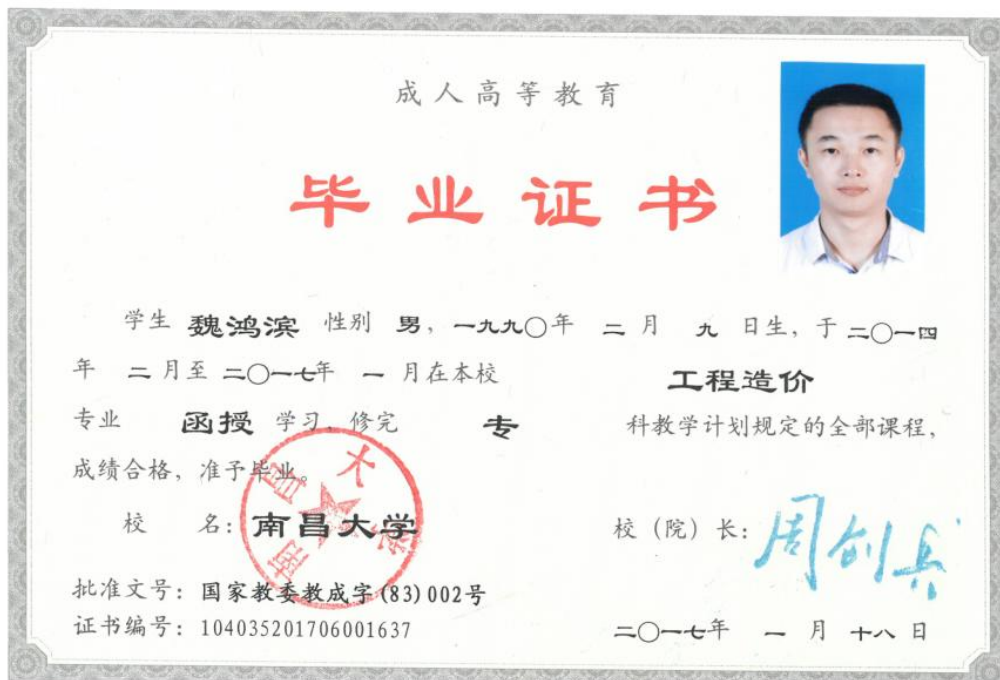 成人高等教育
毕业证书
学生 魏鸿滨 性别 男，一九九〇年 二 月 九 日生，于 二〇一四
年 二 月至 二〇一七年 一 月在本校 工程造价
专业 函授 学习，修完 专 科教学计划规定的全部课程，
成绩合格，准予毕业。
南昌大学
校 名：南昌大学 校（院）长：周创兵
批准文号：国家教委教成字(83)002号
证书编号：104035201706001637 二〇一七年 一 月 十八 日